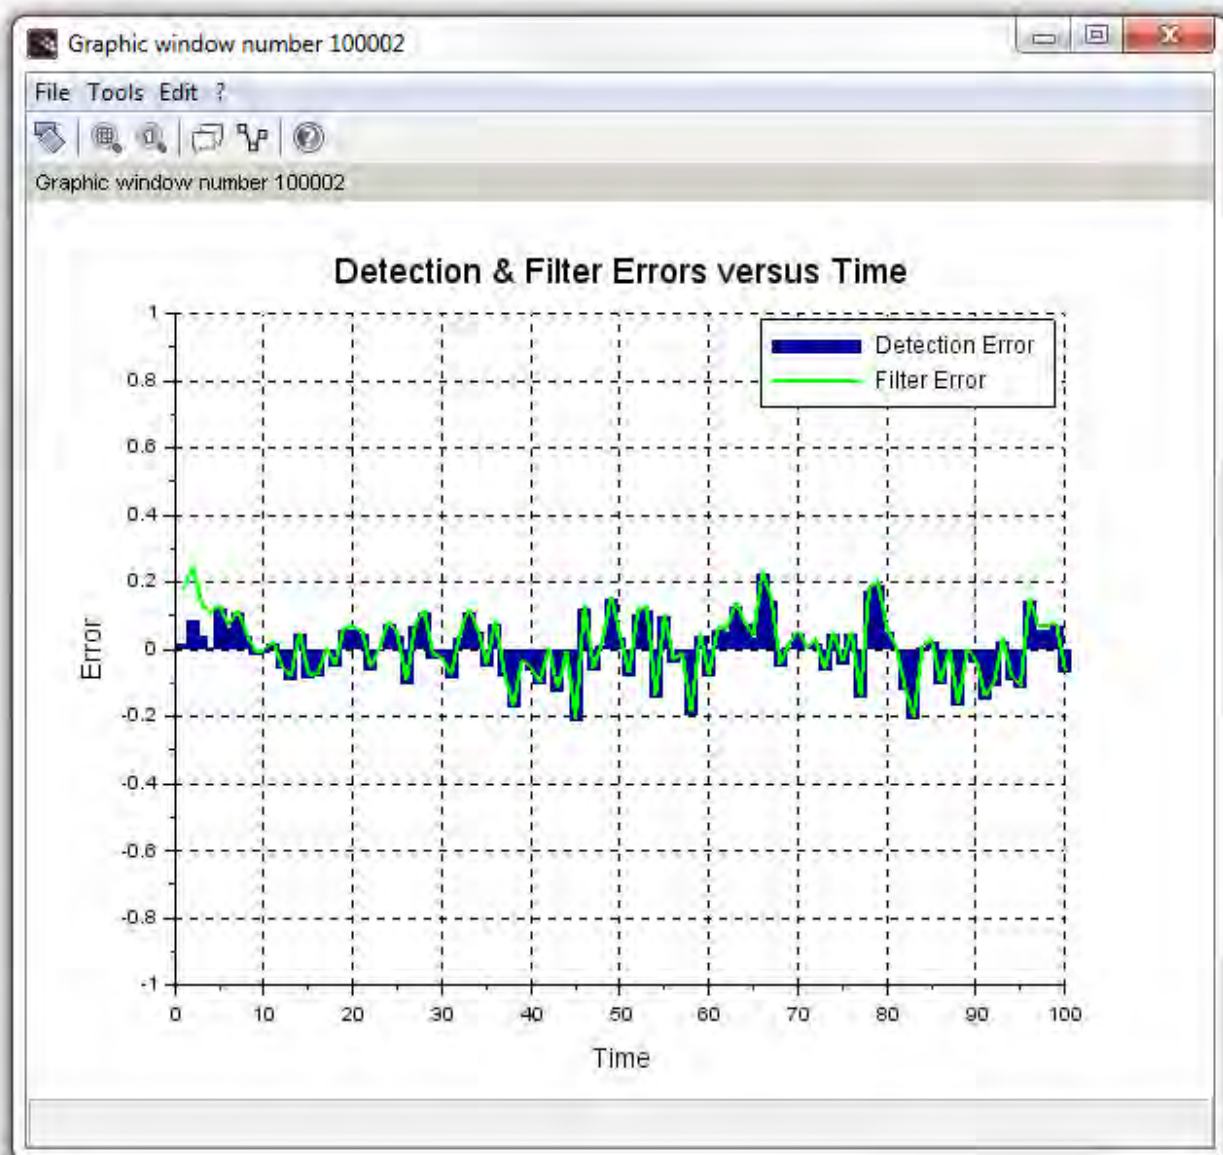 Graphic window number 100002
File Tools Edit ?
Graphic window number 100002
Detection & Filter Errors versus Time
Detection Error
Filter Error
1
0.8
0.6
0.4
0.2
0
-0.2
-0.4
-0.6
-0.8
-1
Error
0 10 20 30 40 50 60 70 80 90 100
Time